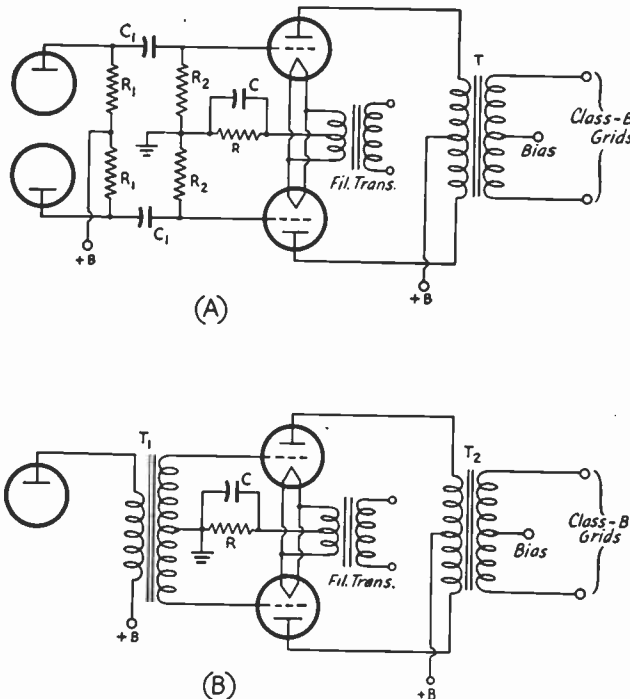 C₁
T
R₁
R₂
C
R
Class-B
Grids
Bias
Fil. Trans.
R₁
R₂
C₁
+B
+B
(A)
T₁
T₂
C
R
Class-B
Grids
Bias
Fil. Trans.
+B
+B
(B)